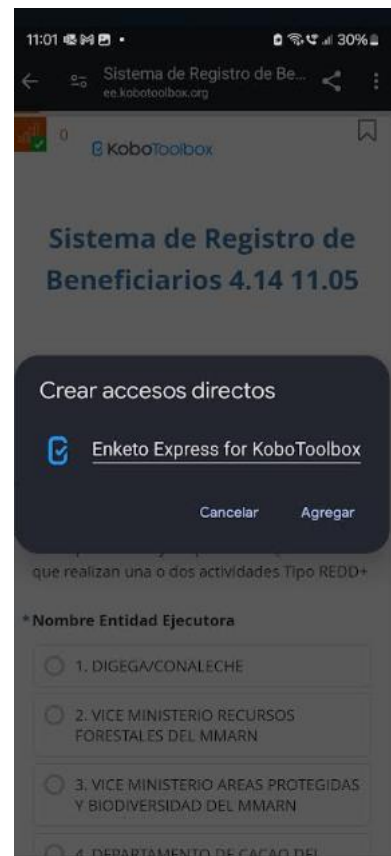 11:01
30%
Sistema de Registro de Be...
ee.kobotoolbox.org
0
KoboToolbox
Sistema de Registro de
Beneficiarios 4.14 11.05
Crear accesos directos
Enketo Express for KoboToolbox
Cancelar Agregar
que realizan una o dos actividades Tipo REDD+
*Nombre Entidad Ejecutora
1. DIGEGA/CONALECHE
2. VICE MINISTERIO RECURSOS
FORESTALES DEL MMARN
3. VICE MINISTERIO AREAS PROTEGIDAS
Y BIODIVERSIDAD DEL MMARN
4. DEPARTAMENTO DE CACAO DEL